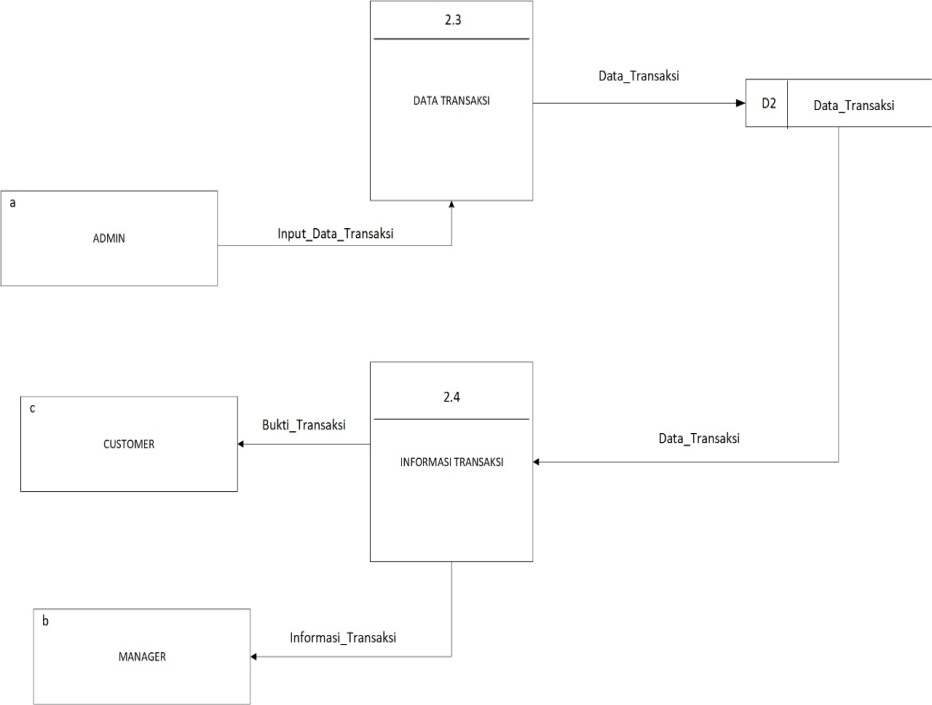 2.3
DATA TRANSAKSI
Data_Transaksi
D2
Data_Transaksi
a
ADMIN
Input_Data_Transaksi
2.4
INFORMASI TRANSAKSI
Data_Transaksi
c
CUSTOMER
Bukti_Transaksi
b
MANAGER
Informasi_Transaksi